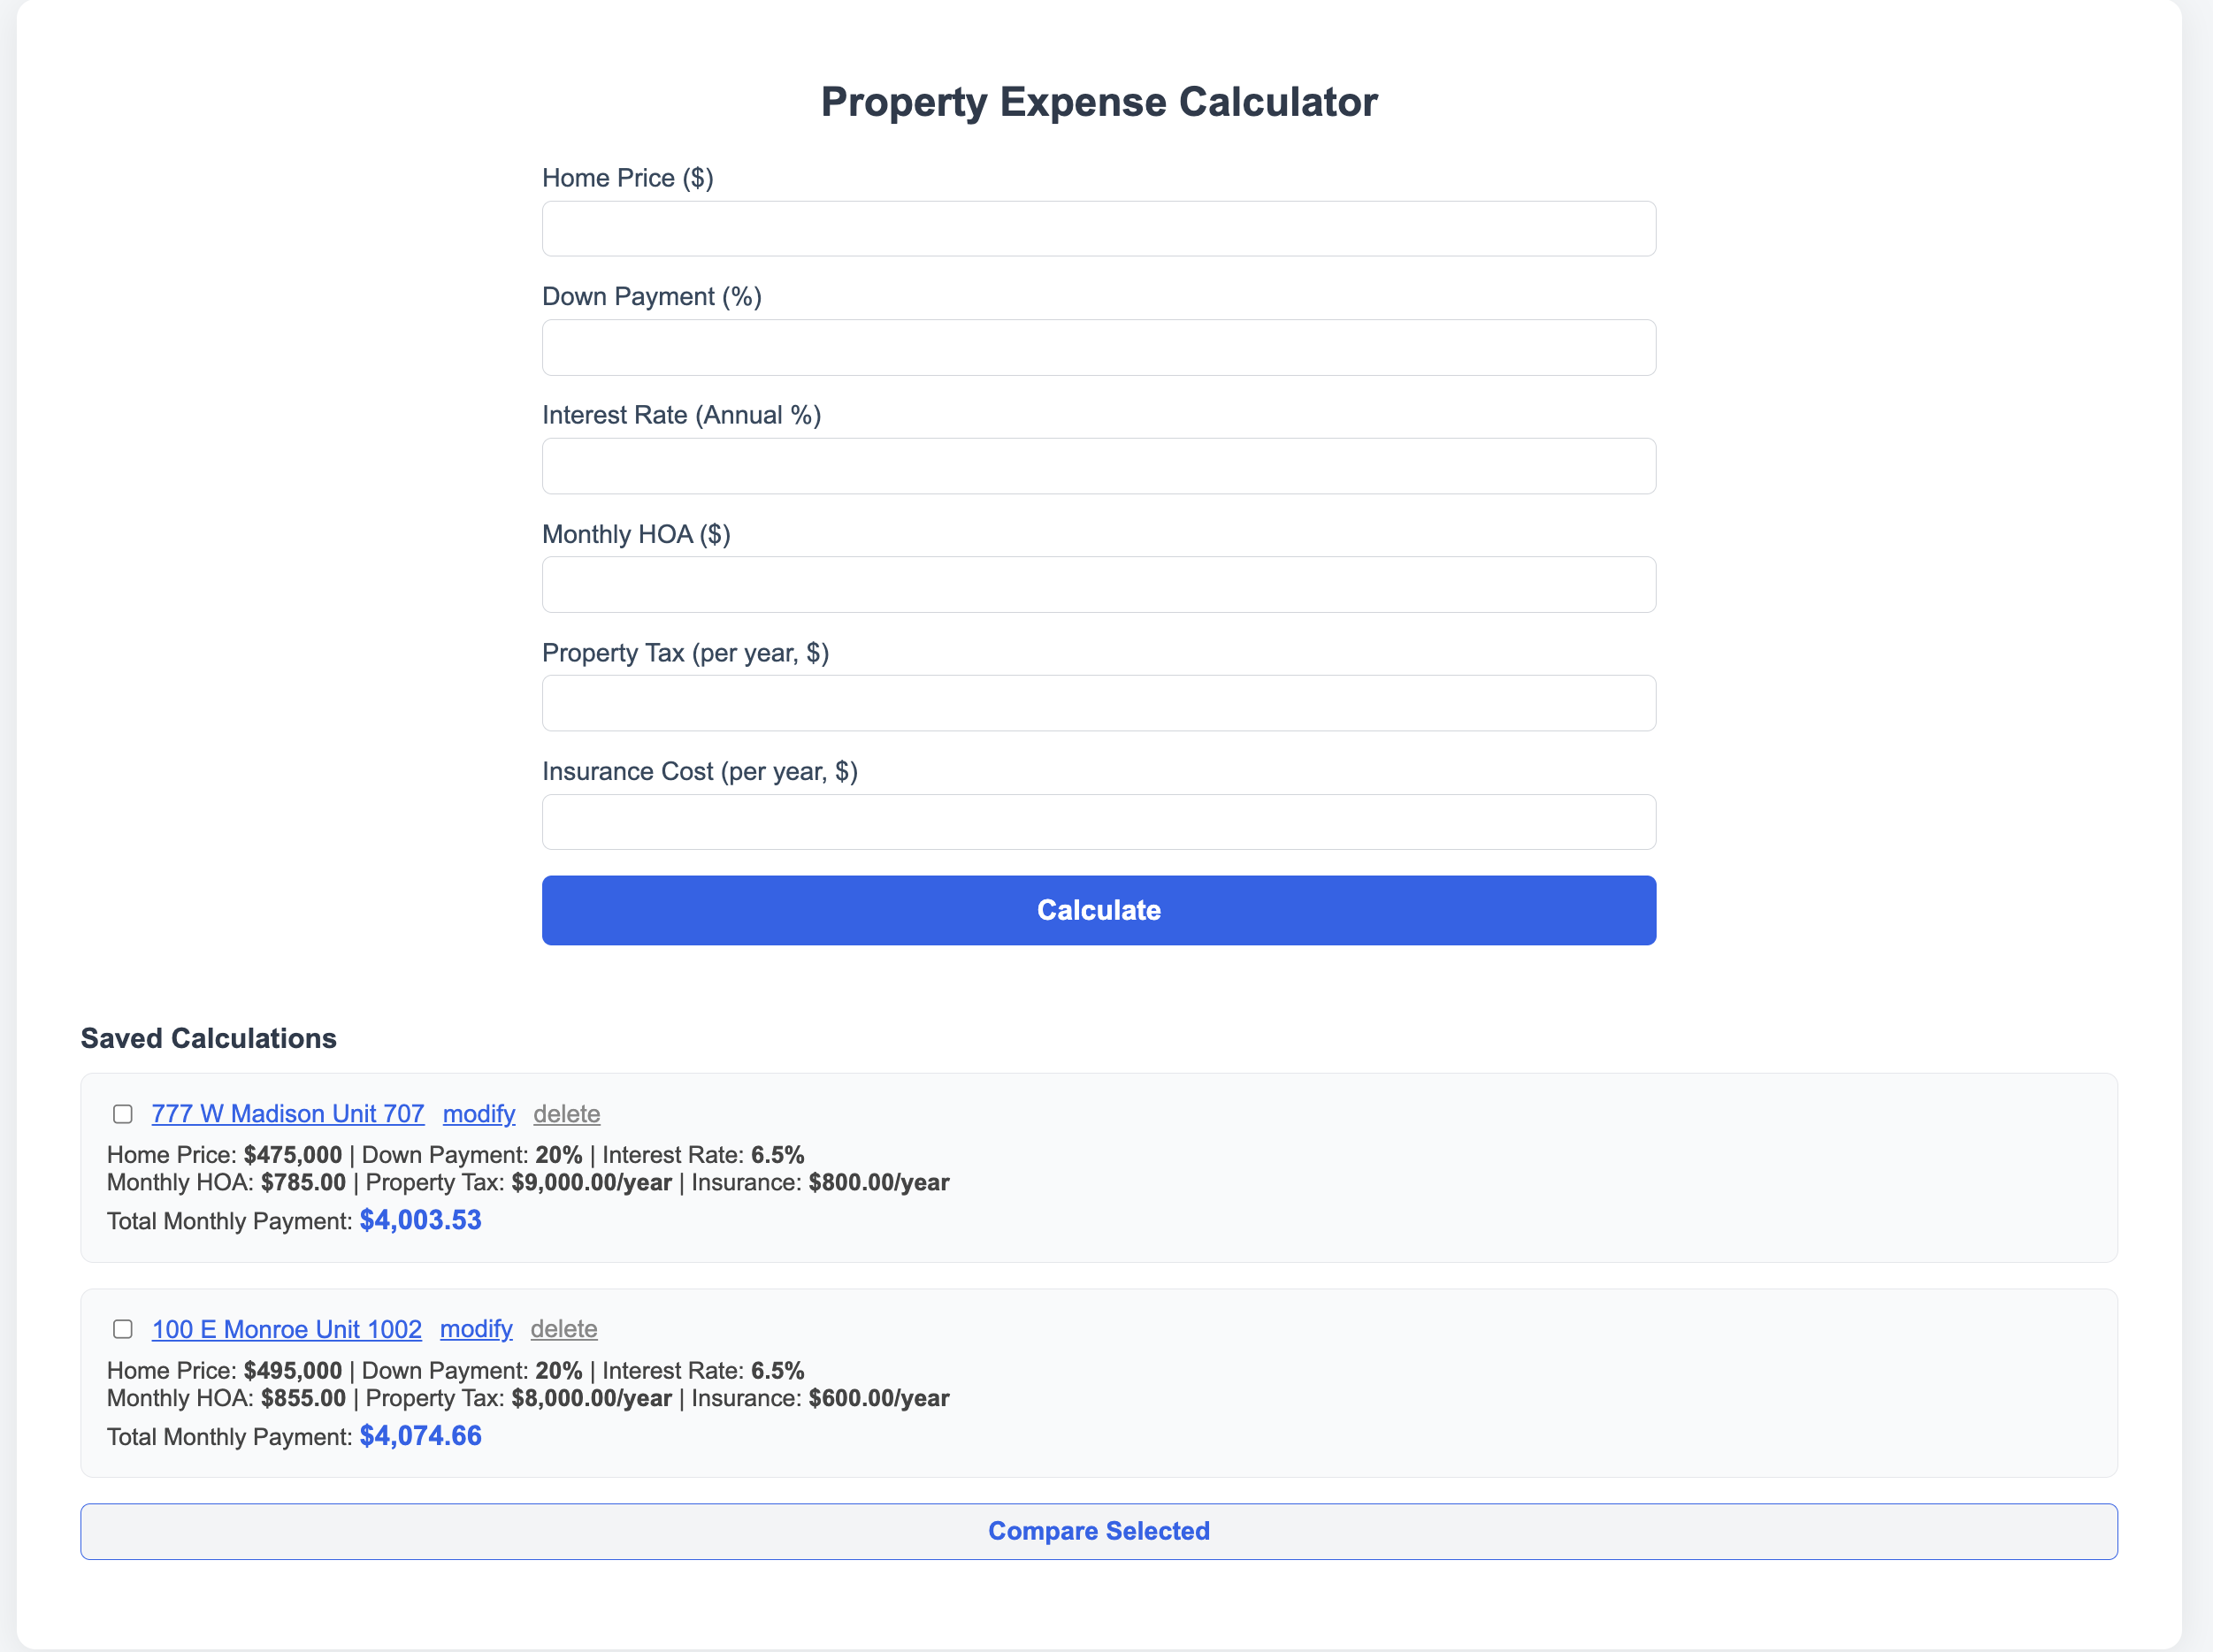 Property Expense Calculator
Home Price ($)
Down Payment (%)
Interest Rate (Annual %)
Monthly HOA ($)
Property Tax (per year, $)
Insurance Cost (per year, $)
Calculate
Saved Calculations
777 W Madison Unit 707 modify delete
Home Price: $475,000 | Down Payment: 20% | Interest Rate: 6.5%
Monthly HOA: $785.00 | Property Tax: $9,000.00/year | Insurance: $800.00/year
Total Monthly Payment: $4,003.53
100 E Monroe Unit 1002 modify delete
Home Price: $495,000 | Down Payment: 20% | Interest Rate: 6.5%
Monthly HOA: $855.00 | Property Tax: $8,000.00/year | Insurance: $600.00/year
Total Monthly Payment: $4,074.66
Compare Selected